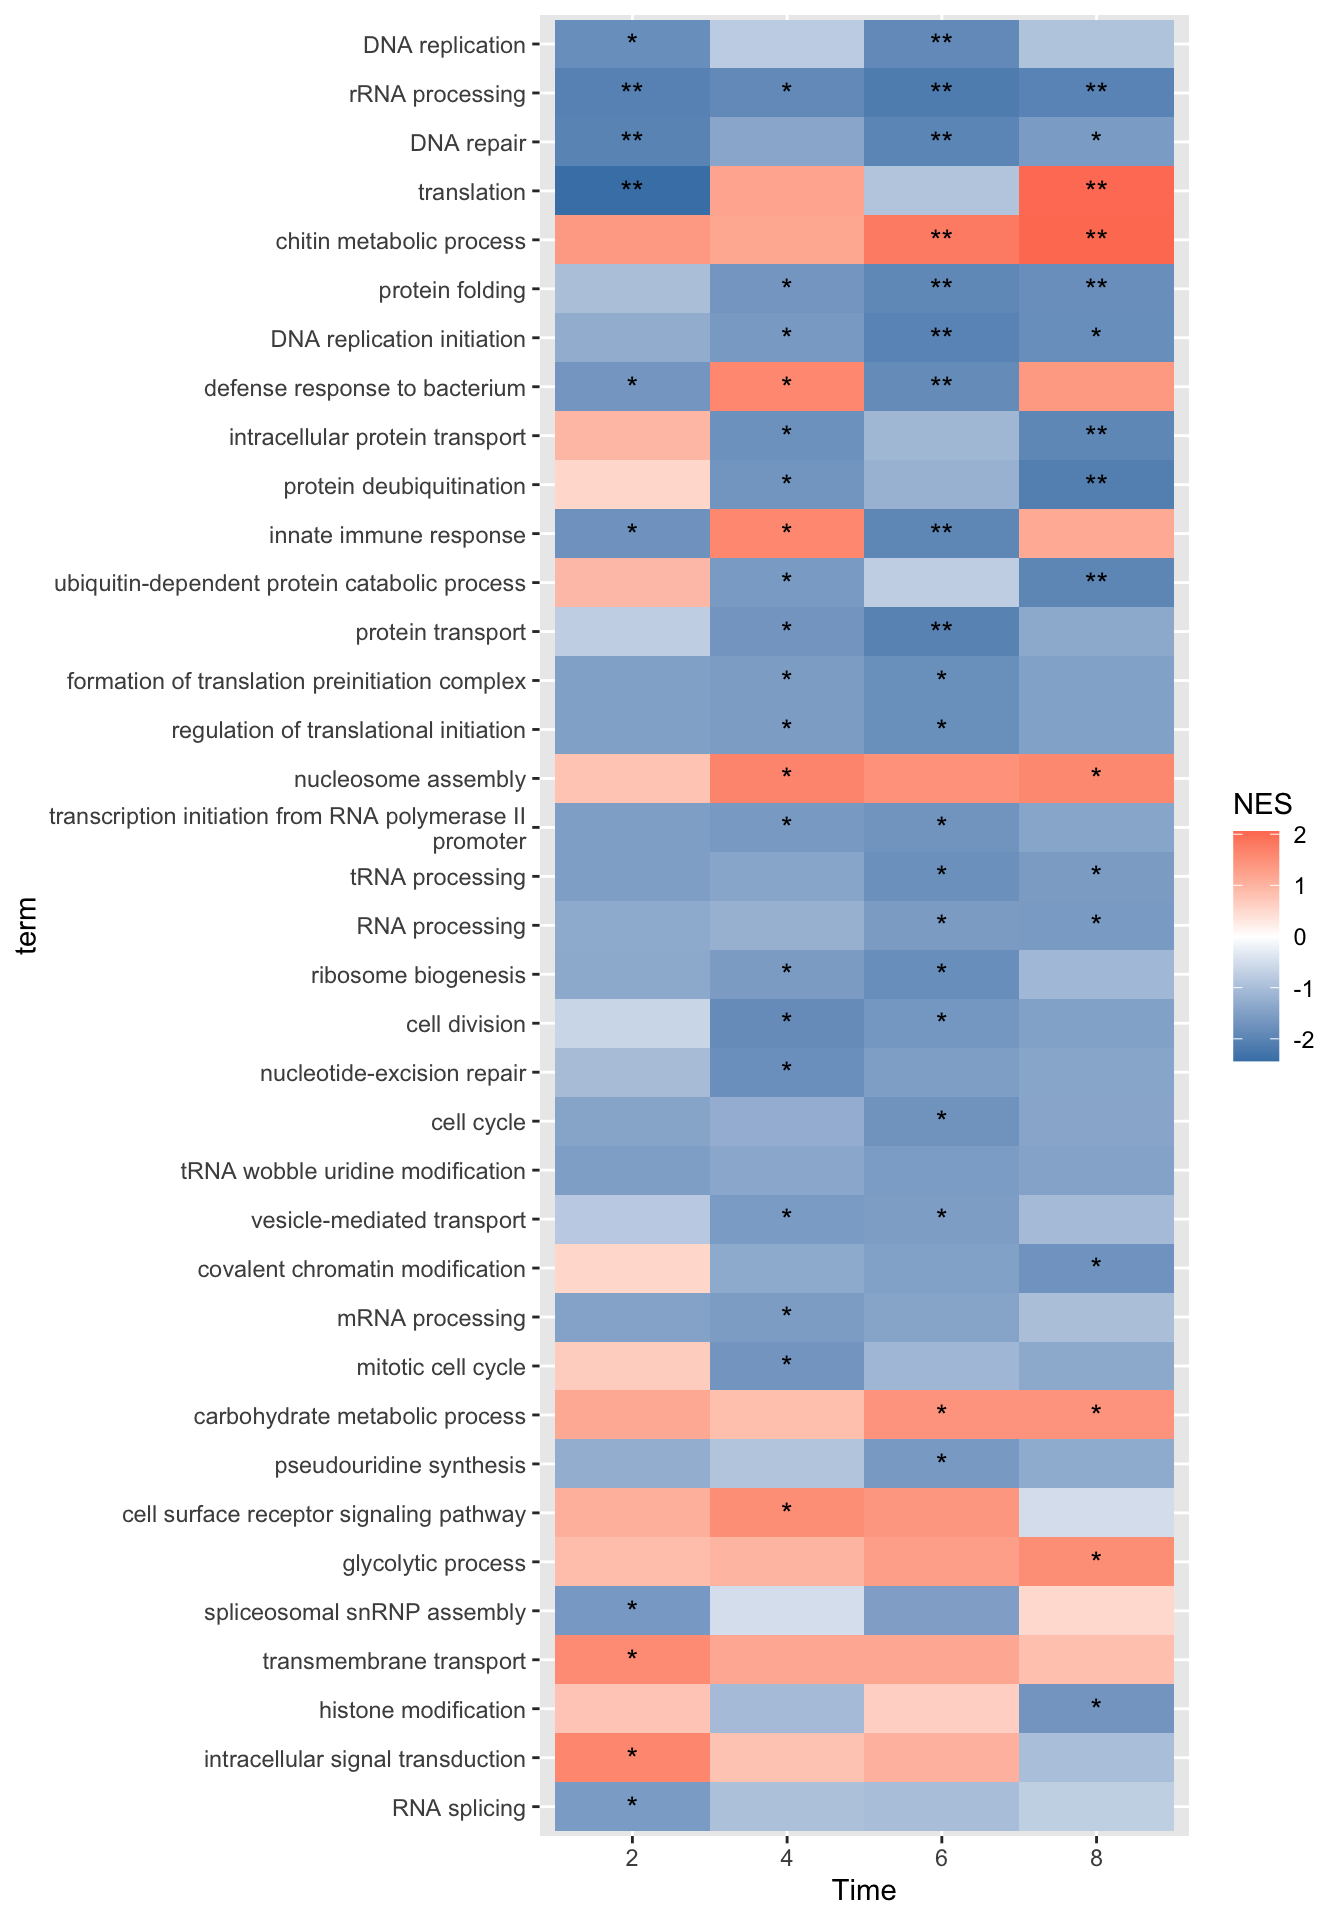 DNA replication * **
rRNA processing ** * ** **
DNA repair ** ** *
translation ** **
chitin metabolic process ** **
protein folding * ** **
DNA replication initiation * ** *
defense response to bacterium * * **
intracellular protein transport * **
protein deubiquitination * **
innate immune response * * **
ubiquitin-dependent protein catabolic process * **
protein transport * **
formation of translation preinitiation complex * *
regulation of translational initiation * *
nucleosome assembly * *
transcription initiation from RNA polymerase II
promoter * *
tRNA processing * *
RNA processing * *
ribosome biogenesis * *
cell division * *
nucleotide-excision repair *
cell cycle *
tRNA wobble uridine modification
vesicle-mediated transport * *
covalent chromatin modification *
mRNA processing *
mitotic cell cycle *
carbohydrate metabolic process * *
pseudouridine synthesis *
cell surface receptor signaling pathway *
glycolytic process *
spliceosomal snRNP assembly *
transmembrane transport *
histone modification *
intracellular signal transduction *
RNA splicing *
2 4 6 8
Time
term
NES
2
1
0
-1
-2